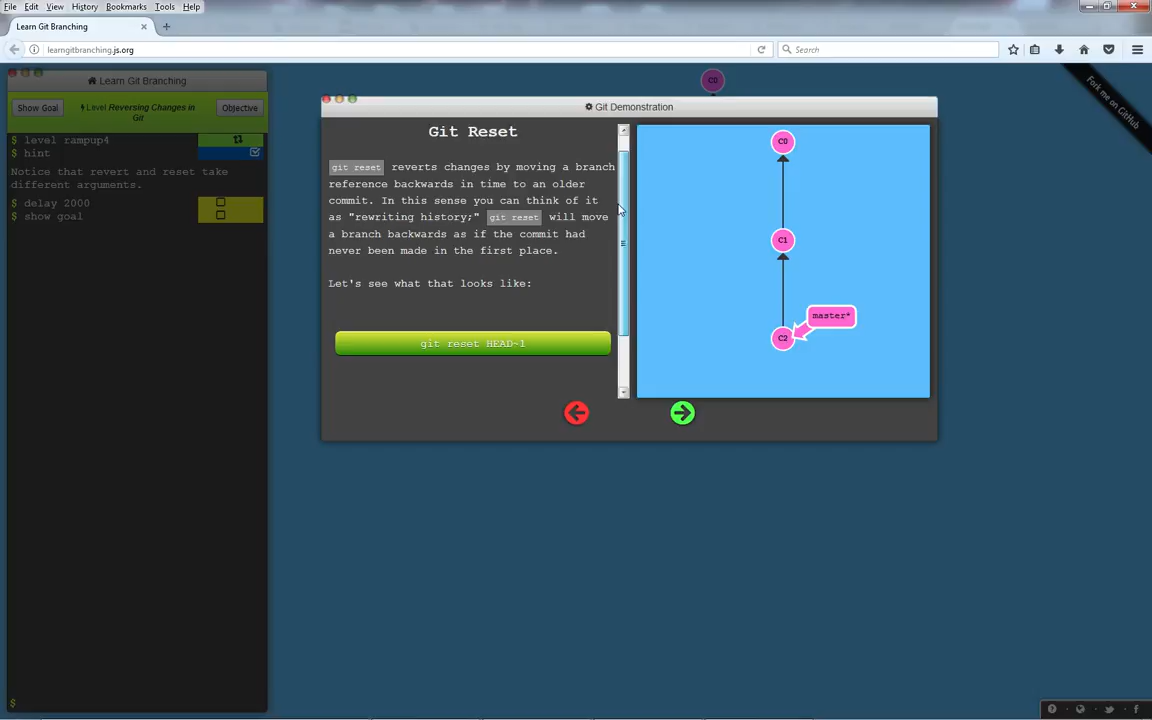 File Edit View History Bookmarks Tools Help
Learn Git Branching
learngitbranching.js.org
Search
Learn Git Branching
Show Goal
Level Reversing Changes in Git
Objective
$ level rampup4
$ hint
Notice that revert and reset take
different arguments.
$ delay 2000
$ show goal
$
C0
Fork me on GitHub
Git Demonstration
Git Reset
git reset reverts changes by moving a branch
reference backwards in time to an older
commit. In this sense you can think of it
as "rewriting history;" git reset will move
a branch backwards as if the commit had
never been made in the first place.
Let's see what that looks like:
git reset HEAD~1
C0
C1
master*
C2